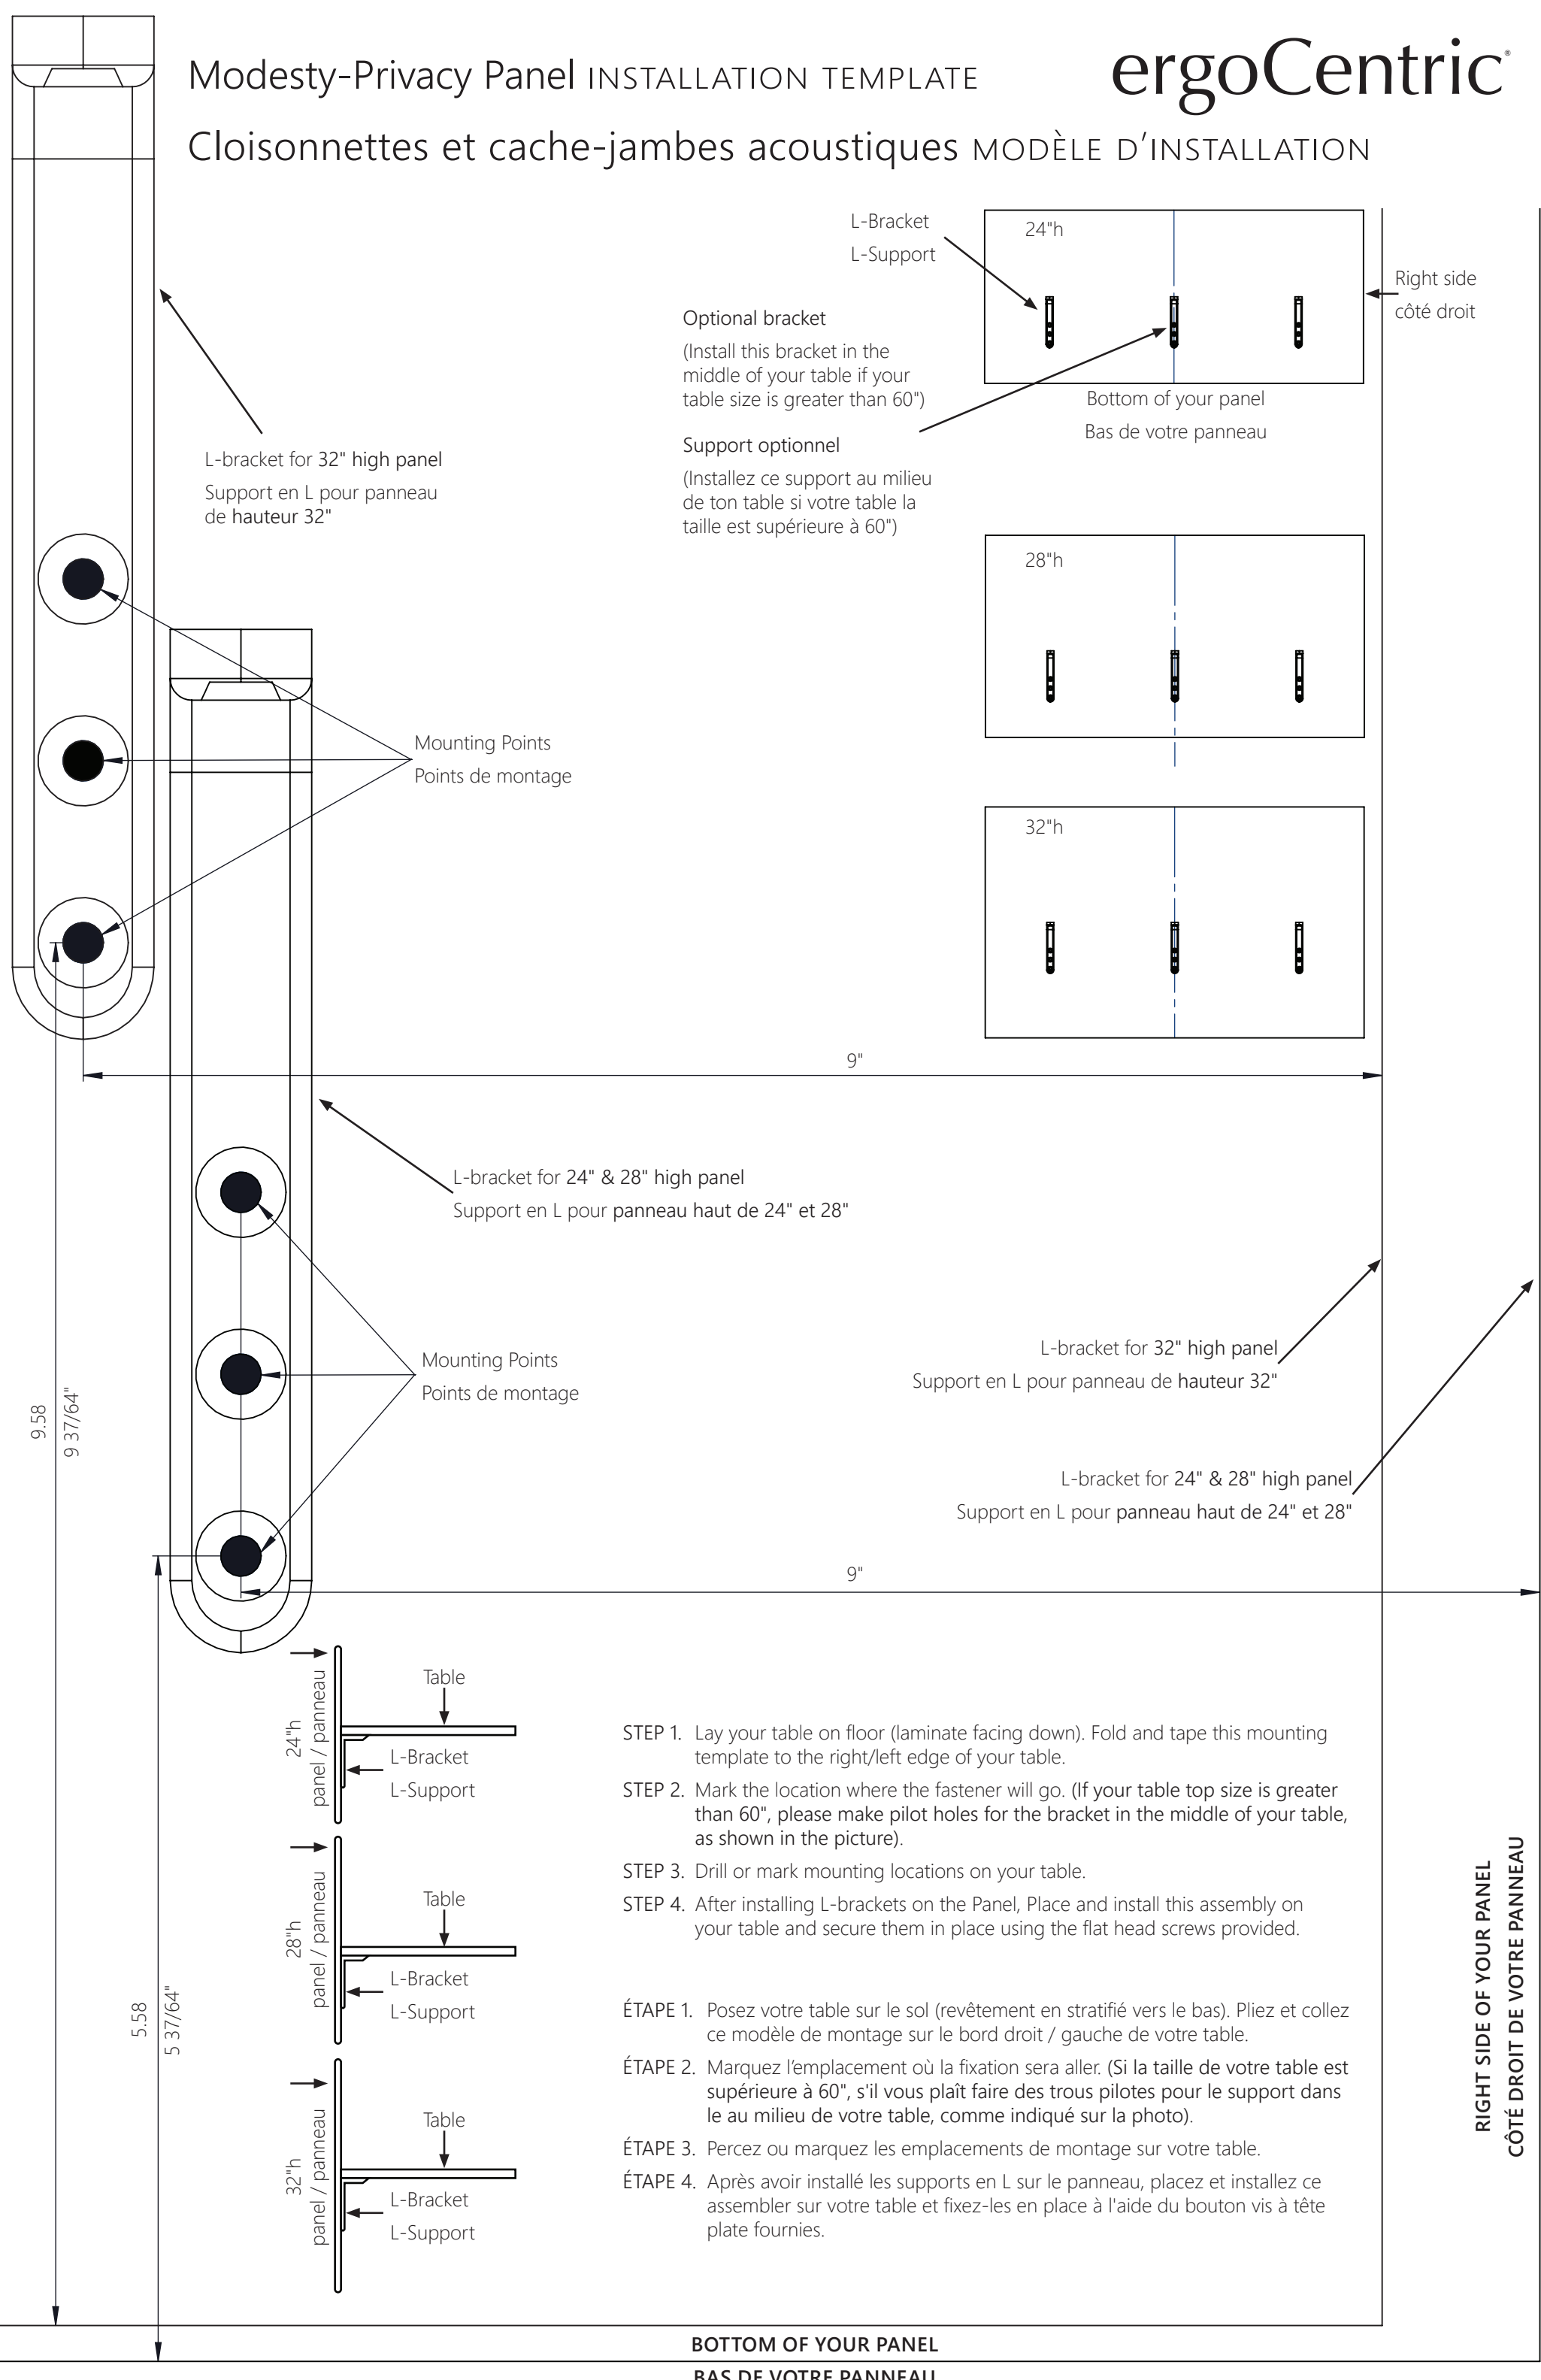 Modesty-Privacy Panel INSTALLATION TEMPLATE
ergoCentric®
Cloisonnettes et cache-jambes acoustiques MODÈLE D'INSTALLATION
L-Bracket
L-Support
24"h
Right side
côté droit
Optional bracket
(Install this bracket in the
middle of your table if your
table size is greater than 60")
Bottom of your panel
Bas de votre panneau
Support optionnel
(Installez ce support au milieu
de ton table si votre table la
taille est supérieure à 60")
L-bracket for 32" high panel
Support en L pour panneau
de hauteur 32"
28"h
Mounting Points
Points de montage
32"h
9"
L-bracket for 24" & 28" high panel
Support en L pour panneau haut de 24" et 28"
Mounting Points
Points de montage
L-bracket for 32" high panel
Support en L pour panneau de hauteur 32"
9.58
9 37/64"
L-bracket for 24" & 28" high panel
Support en L pour panneau haut de 24" et 28"
9"
24"h
panel / panneau
Table
L-Bracket
L-Support
28"h
panel / panneau
Table
L-Bracket
L-Support
5.58
5 37/64"
32"h
panel / panneau
Table
L-Bracket
L-Support
STEP 1. Lay your table on floor (laminate facing down). Fold and tape this mounting
template to the right/left edge of your table.
STEP 2. Mark the location where the fastener will go. (If your table top size is greater
than 60", please make pilot holes for the bracket in the middle of your table,
as shown in the picture).
STEP 3. Drill or mark mounting locations on your table.
STEP 4. After installing L-brackets on the Panel, Place and install this assembly on
your table and secure them in place using the flat head screws provided.
ÉTAPE 1. Posez votre table sur le sol (revêtement en stratifié vers le bas). Pliez et collez
ce modèle de montage sur le bord droit / gauche de votre table.
ÉTAPE 2. Marquez l'emplacement où la fixation sera aller. (Si la taille de votre table est
supérieure à 60", s'il vous plaît faire des trous pilotes pour le support dans
le au milieu de votre table, comme indiqué sur la photo).
ÉTAPE 3. Percez ou marquez les emplacements de montage sur votre table.
ÉTAPE 4. Après avoir installé les supports en L sur le panneau, placez et installez ce
assembler sur votre table et fixez-les en place à l'aide du bouton vis à tête
plate fournies.
RIGHT SIDE OF YOUR PANEL
CÔTÉ DROIT DE VOTRE PANNEAU
BOTTOM OF YOUR PANEL
BAS DE VOTRE PANNEAU